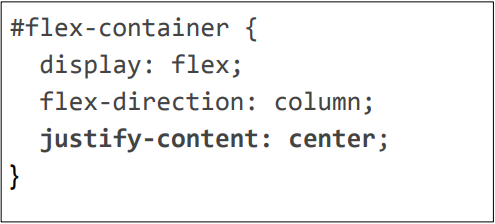 #flex-container {
  display: flex;
  flex-direction: column;
  justify-content: center;
}